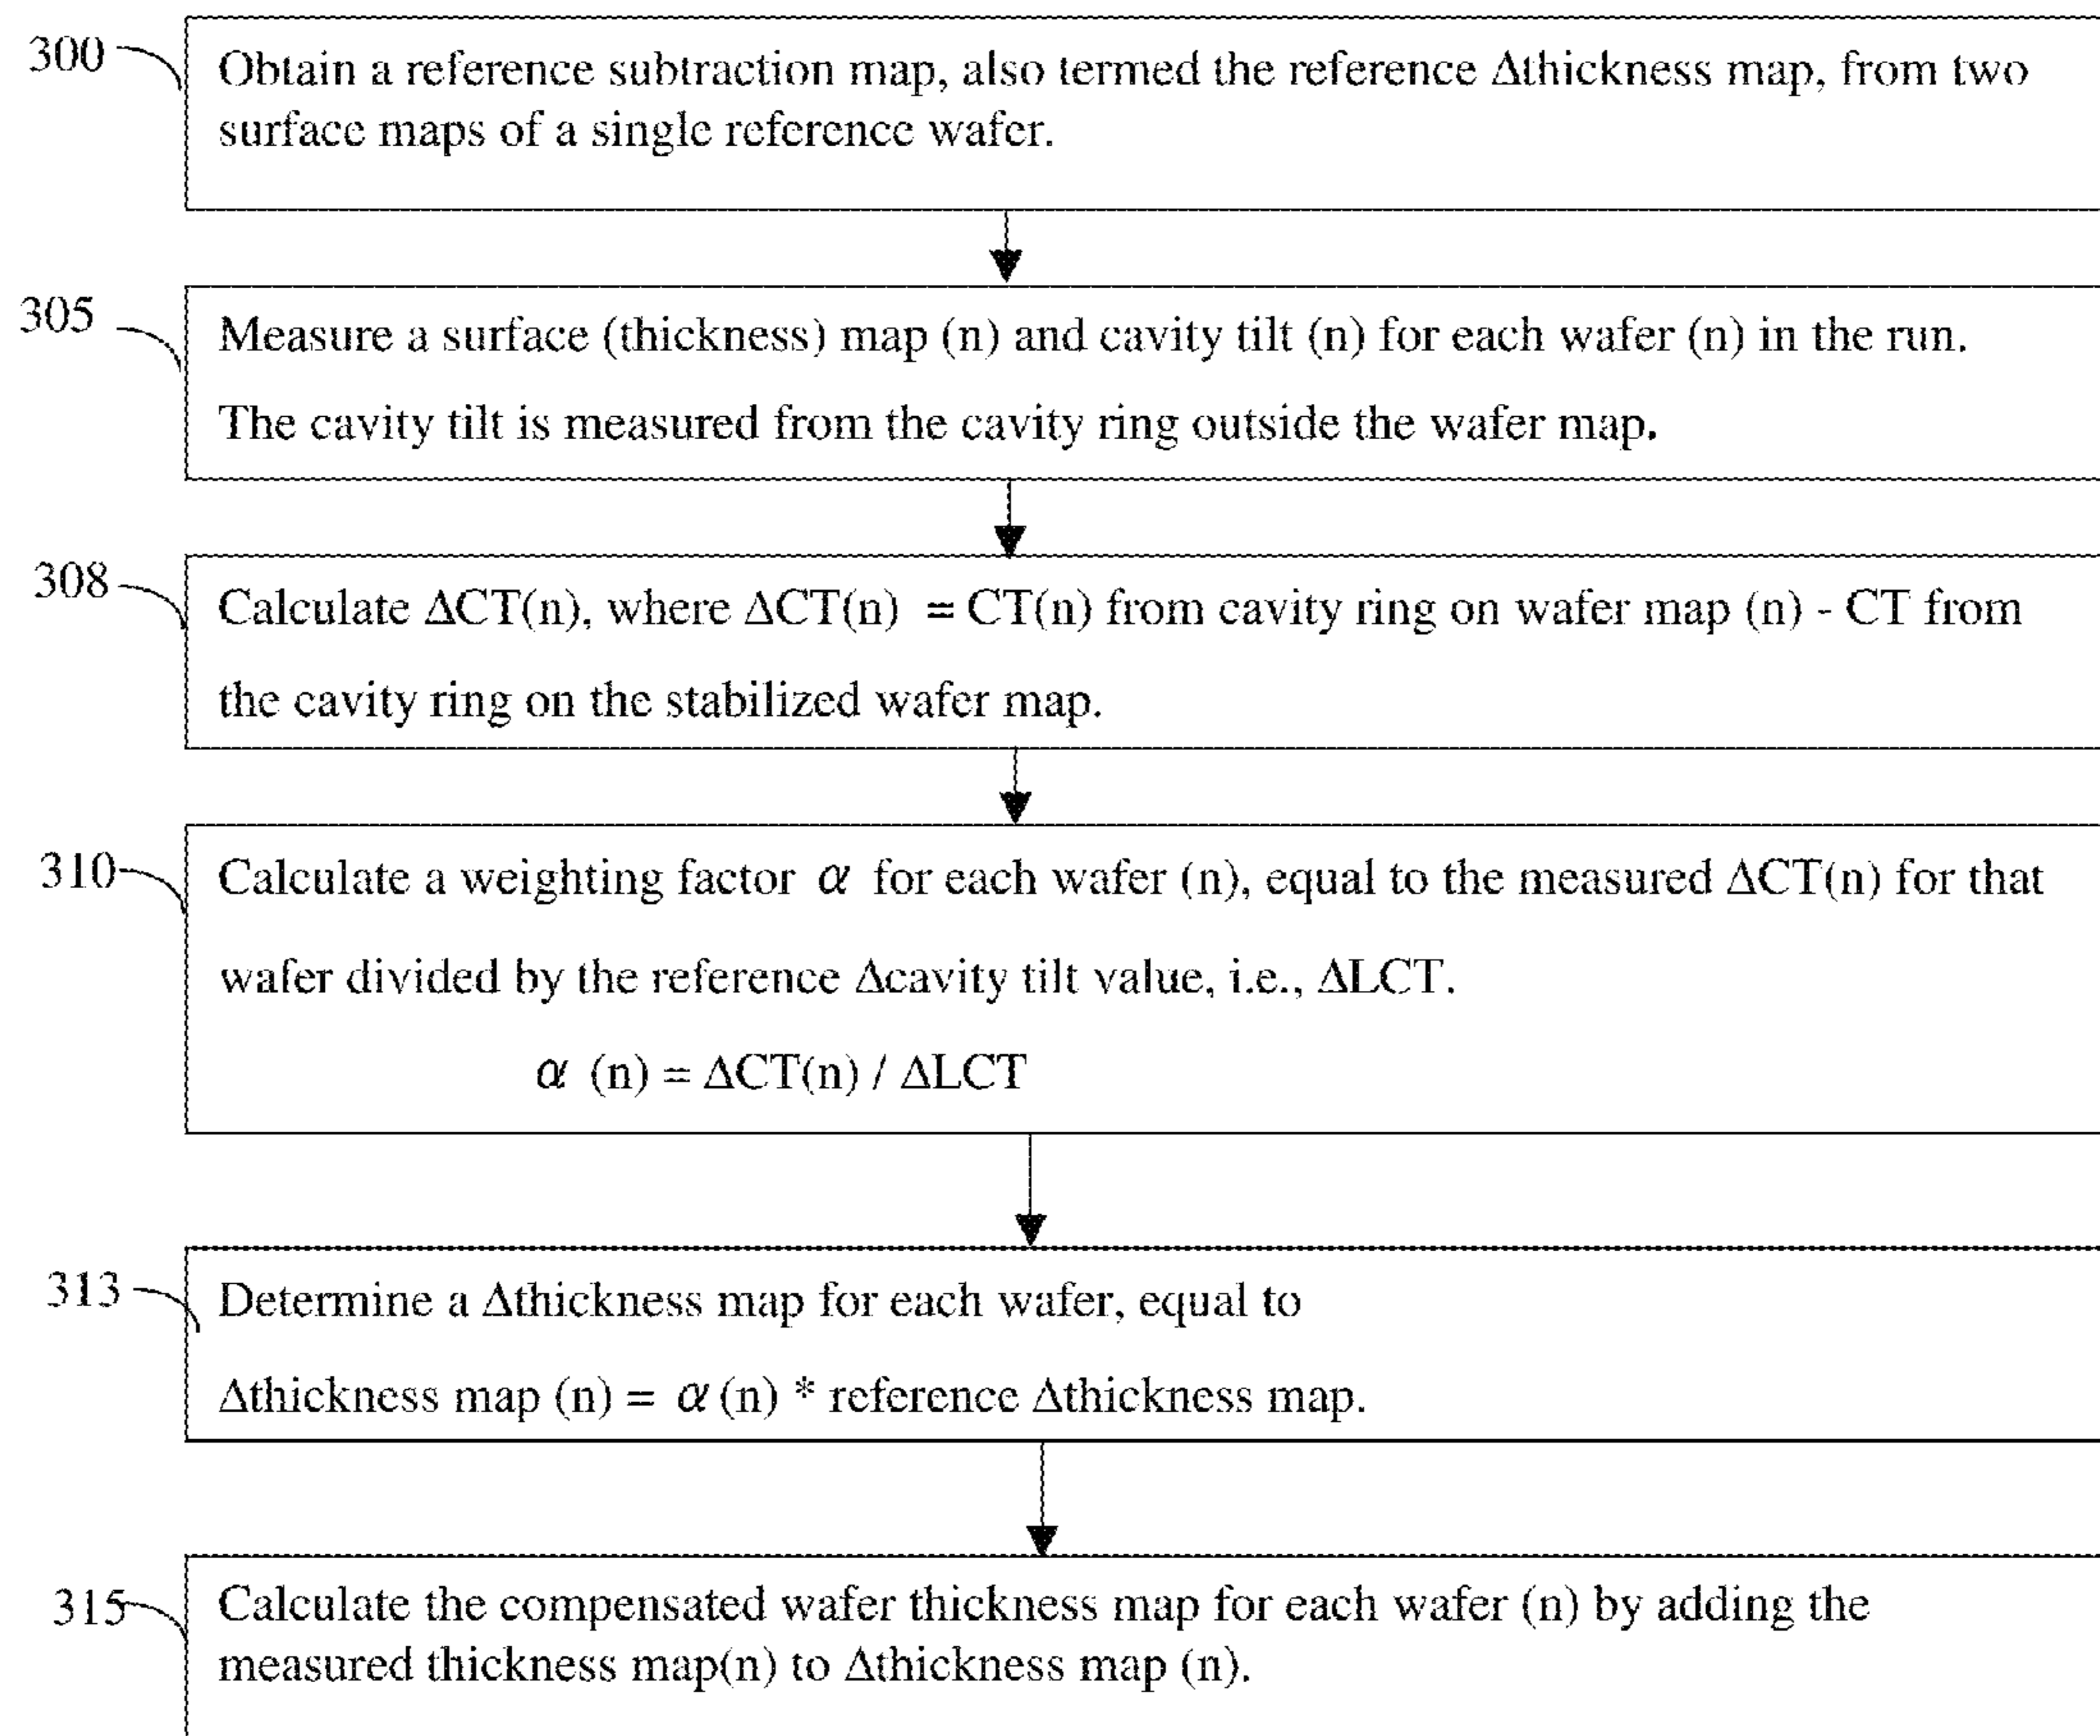 300
Obtain a reference subtraction map, also termed the reference Δthickness map, from two
surface maps of a single reference wafer.
305
Measure a surface (thickness) map (n) and cavity tilt (n) for each wafer (n) in the run.
The cavity tilt is measured from the cavity ring outside the wafer map.
308
Calculate ΔCT(n), where ΔCT(n) = CT(n) from cavity ring on wafer map (n) - CT from
the cavity ring on the stabilized wafer map.
310
Calculate a weighting factor α for each wafer (n), equal to the measured ΔCT(n) for that
wafer divided by the reference Δcavity tilt value, i.e., ΔLCT.
α (n) = ΔCT(n) / ΔLCT
313
Determine a Δthickness map for each wafer, equal to
Δthickness map (n) = α(n) * reference Δthickness map.
315
Calculate the compensated wafer thickness map for each wafer (n) by adding the
measured thickness map(n) to Δthickness map (n).